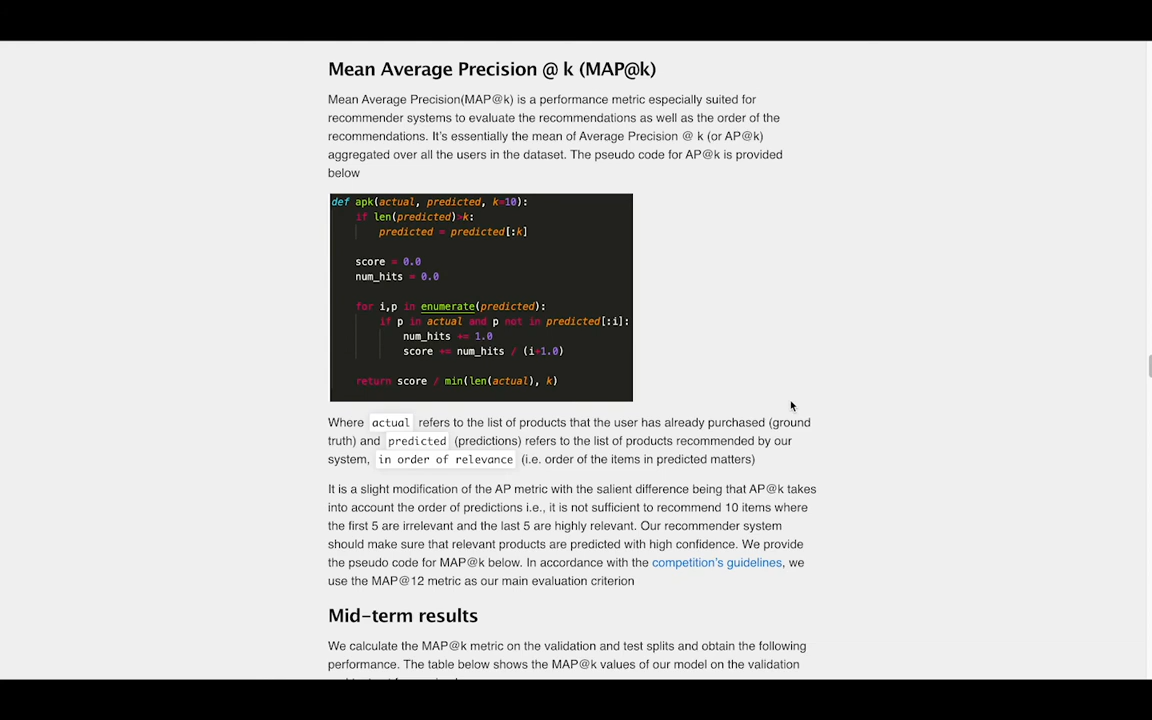 Mean Average Precision @ k (MAP@k)
Mean Average Precision(MAP@k) is a performance metric especially suited for
recommender systems to evaluate the recommendations as well as the order of the
recommendations. It's essentially the mean of Average Precision @ k (or AP@k)
aggregated over all the users in the dataset. The pseudo code for AP@k is provided
below
def apk(actual, predicted, k=10):
    if len(predicted)>k:
        predicted = predicted[:k]
    score = 0.0
    num_hits = 0.0
    for i,p in enumerate(predicted):
        if p in actual and p not in predicted[:i]:
            num_hits += 1.0
            score += num_hits / (i+1.0)
    return score / min(len(actual), k)
Where actual refers to the list of products that the user has already purchased (ground
truth) and predicted (predictions) refers to the list of products recommended by our
system, in order of relevance (i.e. order of the items in predicted matters)
It is a slight modification of the AP metric with the salient difference being that AP@k takes
into account the order of predictions i.e., it is not sufficient to recommend 10 items where
the first 5 are irrelevant and the last 5 are highly relevant. Our recommender system
should make sure that relevant products are predicted with high confidence. We provide
the pseudo code for MAP@k below. In accordance with the competition's guidelines, we
use the MAP@12 metric as our main evaluation criterion
Mid-term results
We calculate the MAP@k metric on the validation and test splits and obtain the following
performance. The table below shows the MAP@k values of our model on the validation